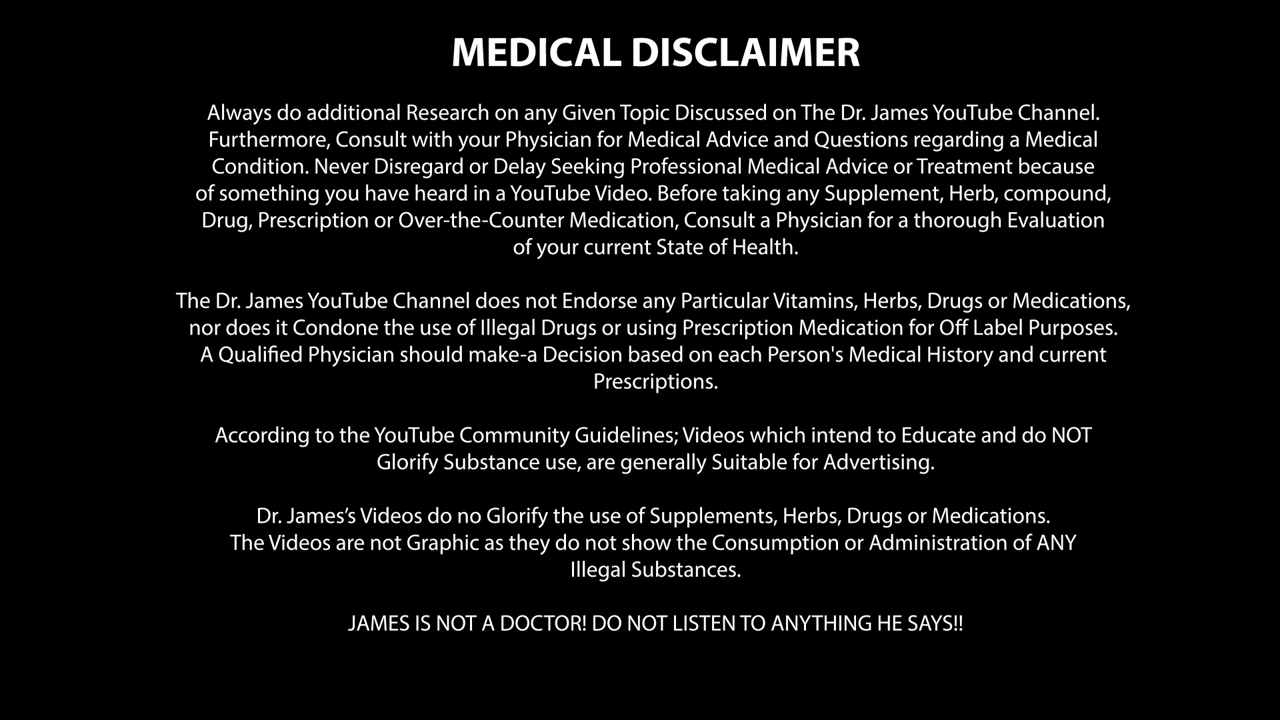 MEDICAL DISCLAIMER
Always do additional Research on any Given Topic Discussed on The Dr. James YouTube Channel.
Furthermore, Consult with your Physician for Medical Advice and Questions regarding a Medical
Condition. Never Disregard or Delay Seeking Professional Medical Advice or Treatment because
of something you have heard in a YouTube Video. Before taking any Supplement, Herb, compound,
Drug, Prescription or Over-the-Counter Medication, Consult a Physician for a thorough Evaluation
of your current State of Health.
The Dr. James YouTube Channel does not Endorse any Particular Vitamins, Herbs, Drugs or Medications,
nor does it Condone the use of Illegal Drugs or using Prescription Medication for Off Label Purposes.
A Qualified Physician should make-a Decision based on each Person's Medical History and current
Prescriptions.
According to the YouTube Community Guidelines; Videos which intend to Educate and do NOT
Glorify Substance use, are generally Suitable for Advertising.
Dr. James’s Videos do no Glorify the use of Supplements, Herbs, Drugs or Medications.
The Videos are not Graphic as they do not show the Consumption or Administration of ANY
Illegal Substances.
JAMES IS NOT A DOCTOR! DO NOT LISTEN TO ANYTHING HE SAYS!!